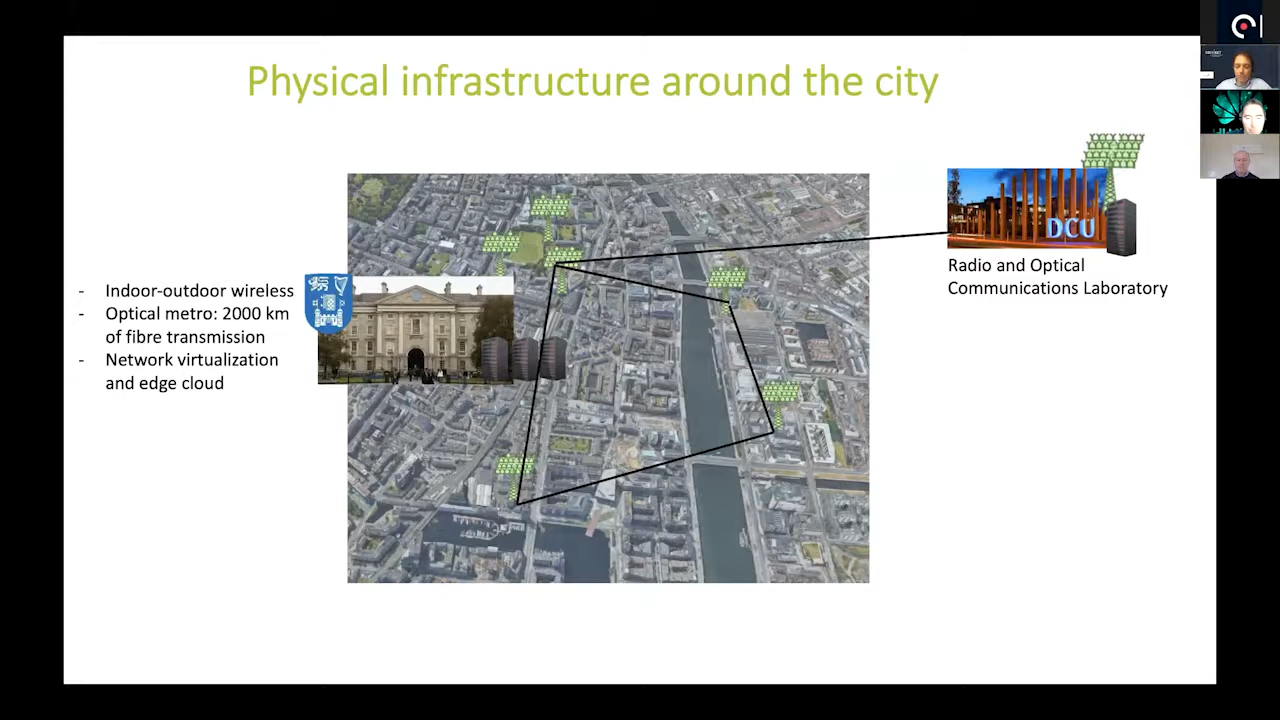 Physical infrastructure around the city
DCU
Radio and Optical
Communications Laboratory
- Indoor-outdoor wireless
- Optical metro: 2000 km
of fibre transmission
- Network virtualization
and edge cloud